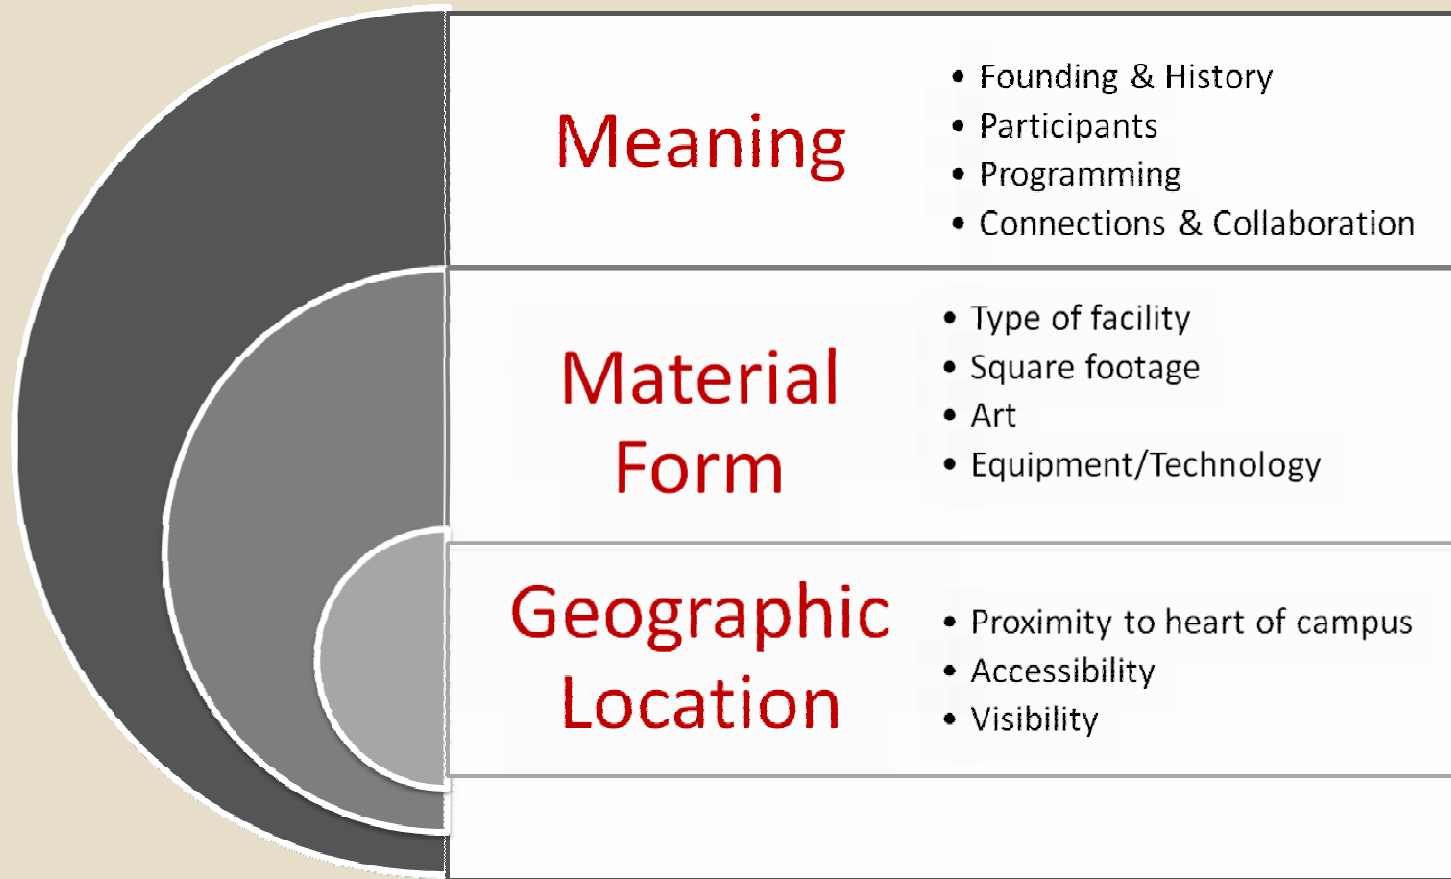 Meaning
• Founding & History
• Participants
• Programming
• Connections & Collaboration
Material
Form
• Type of facility
• Square footage
• Art
• Equipment/Technology
Geographic
Location
• Proximity to heart of campus
• Accessibility
• Visibility